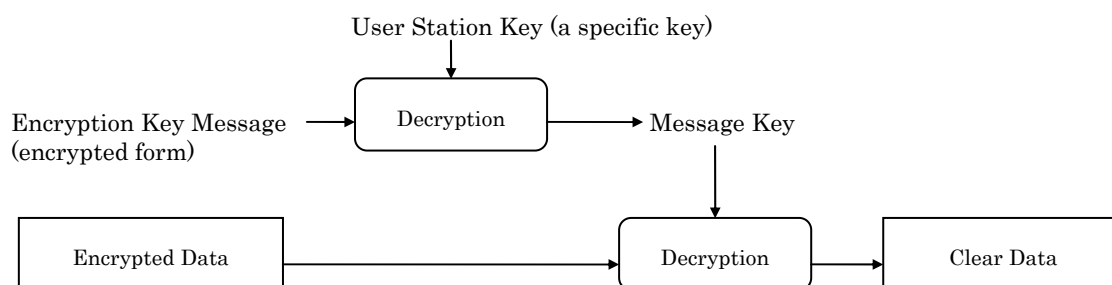 User Station Key (a specific key)
Decryption
Encryption Key Message
(encrypted form)
Message Key
Encrypted Data
Decryption
Clear Data